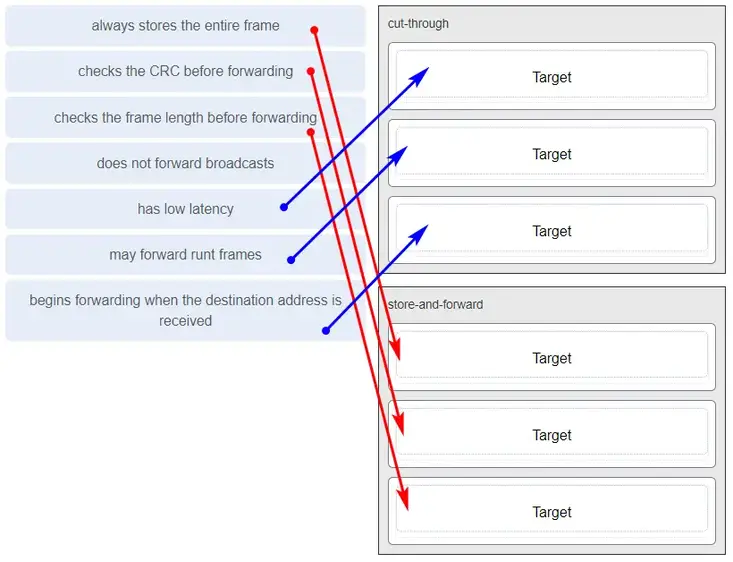 always stores the entire frame
checks the CRC before forwarding
checks the frame length before forwarding
does not forward broadcasts
has low latency
may forward runt frames
begins forwarding when the destination address is
received
cut-through
Target
Target
Target
store-and-forward
Target
Target
Target